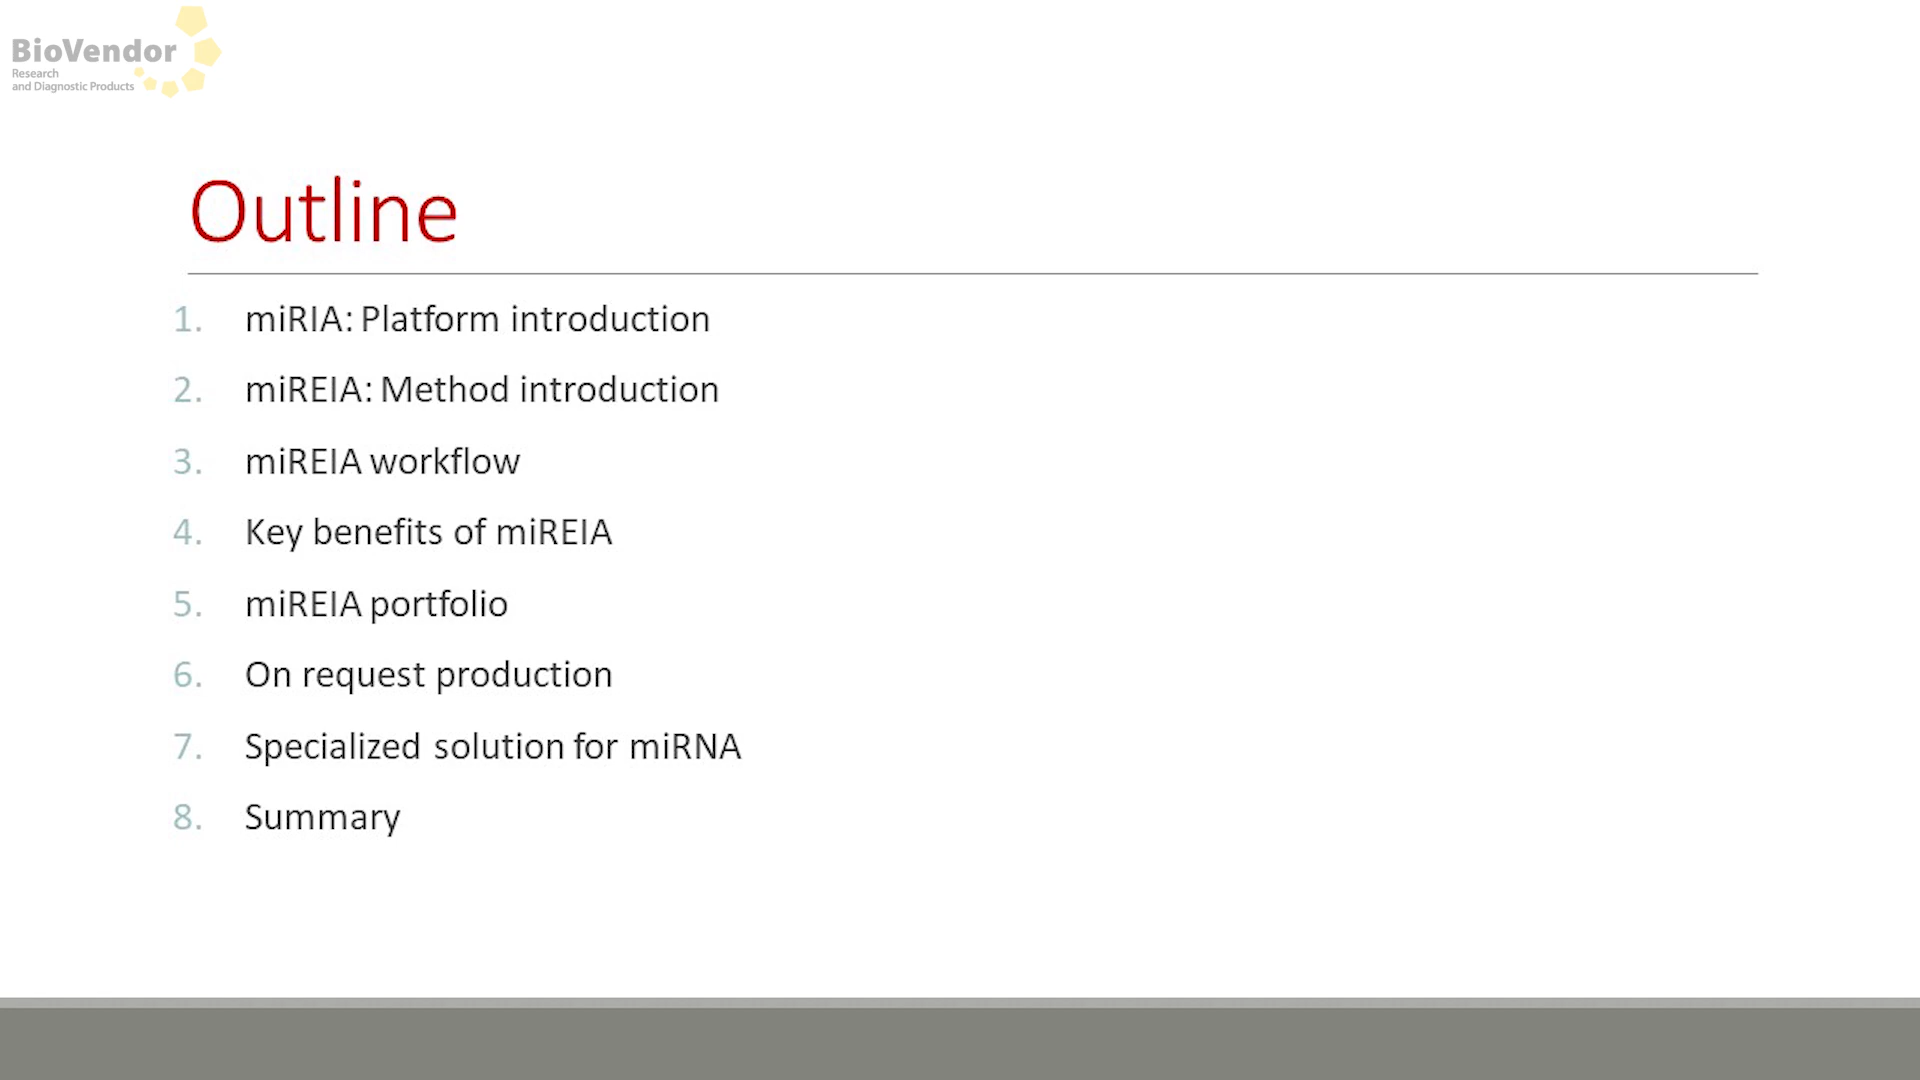 BioVendor
Research
and Diagnostic Products
Outline
1. miRIA: Platform introduction
2. miREIA: Method introduction
3. miREIA workflow
4. Key benefits of miREIA
5. miREIA portfolio
6. On request production
7. Specialized solution for miRNA
8. Summary